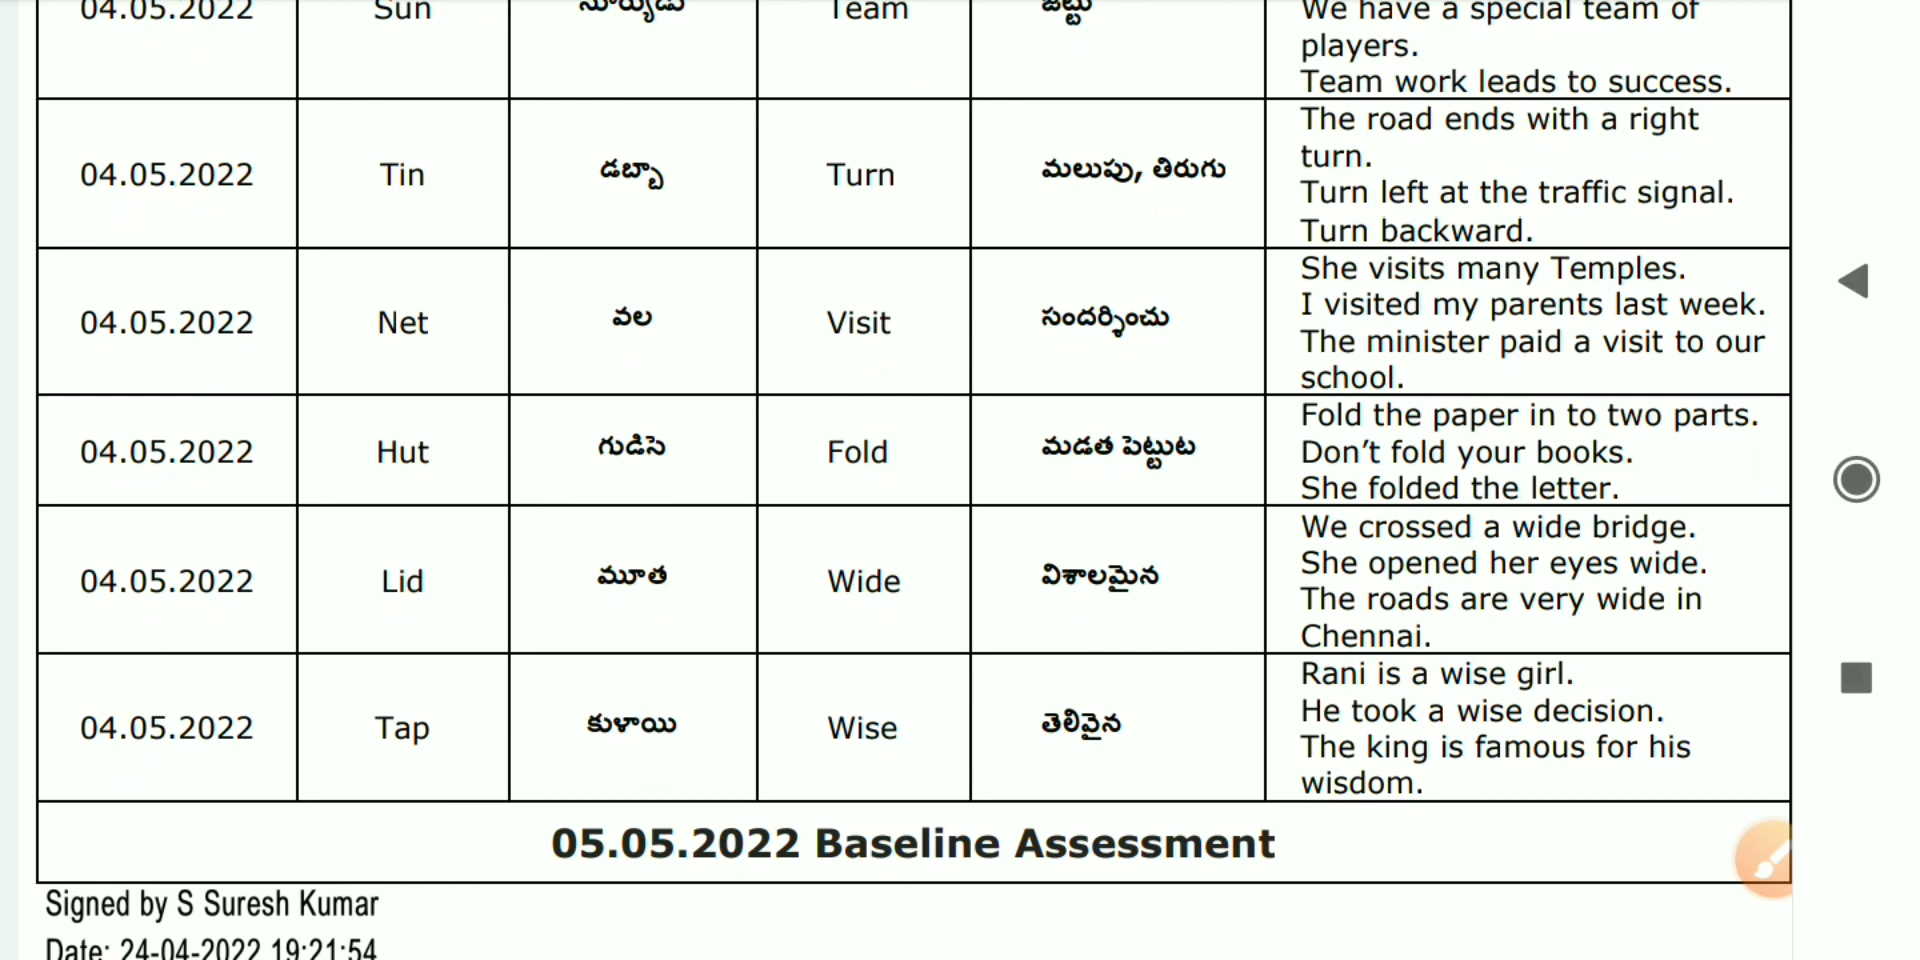 04.05.2022 Sun సూర్యుడు Team జట్టు We have a special team of
players.
Team work leads to success.
04.05.2022 Tin డబ్బా Turn మలుపు, తిరుగు The road ends with a right
turn.
Turn left at the traffic signal.
Turn backward.
04.05.2022 Net వల Visit సందర్శించు She visits many Temples.
I visited my parents last week.
The minister paid a visit to our
school.
04.05.2022 Hut గుడిసె Fold మడత పెట్టుట Fold the paper in to two parts.
Don’t fold your books.
She folded the letter.
04.05.2022 Lid మూత Wide విశాలమైన We crossed a wide bridge.
She opened her eyes wide.
The roads are very wide in
Chennai.
04.05.2022 Tap కుళాయి Wise తెలివైన Rani is a wise girl.
He took a wise decision.
The king is famous for his
wisdom.
05.05.2022 Baseline Assessment
Signed by S Suresh Kumar
Date: 24-04-2022 19:21:54